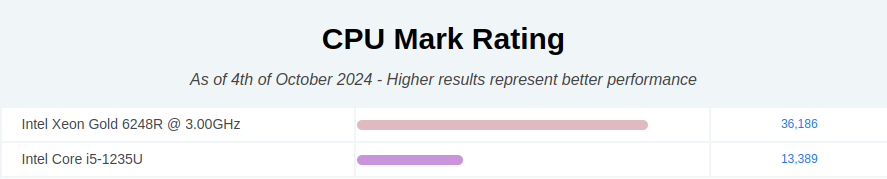 CPU Mark Rating
As of 4th of October 2024 - Higher results represent better performance
Intel Xeon Gold 6248R @ 3.00GHz 36,186
Intel Core i5-1235U 13,389